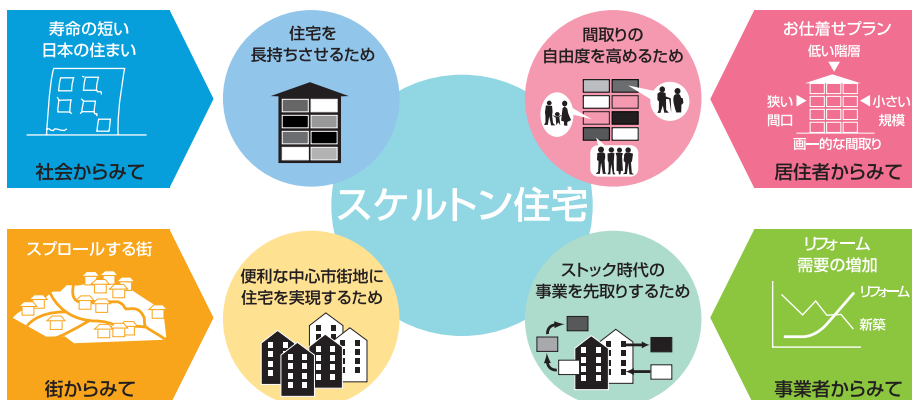 寿命の短い
日本の住まい
社会からみて
住宅を
長持ちさせるため
間取りの
自由度を高めるため
お仕着せプラン
低い階層
狭い
間口
小さい
規模
画一的な間取り
居住者からみて
スケルトン住宅
スプロールする街
街からみて
便利な中心市街地に
住宅を実現するため
ストック時代の
事業を先取りするため
リフォーム
需要の増加
リフォーム
新築
事業者からみて